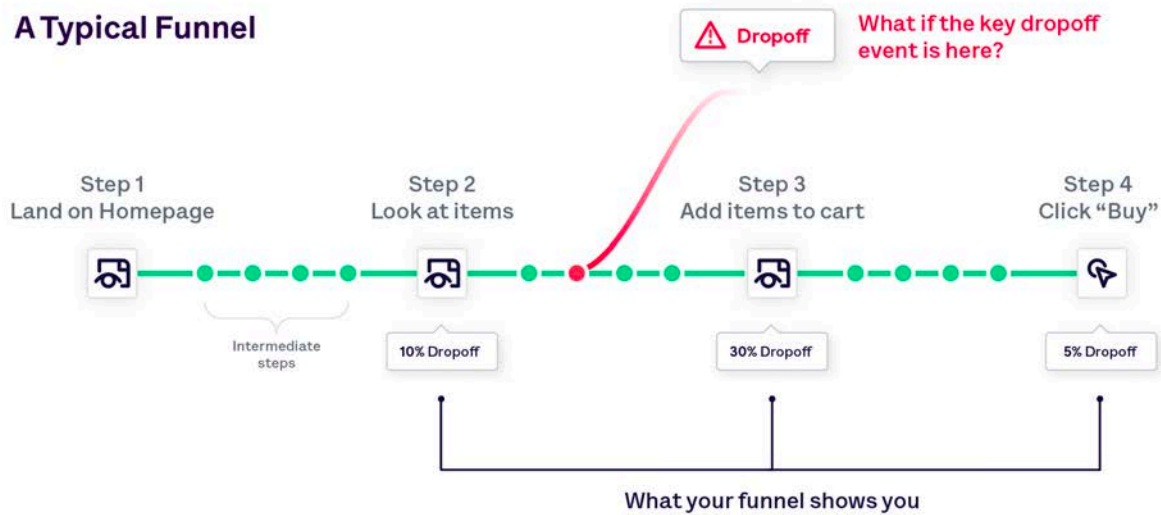 A Typical Funnel
Dropoff
What if the key dropoff
event is here?
Step 1
Land on Homepage
Step 2
Look at items
Step 3
Add items to cart
Step 4
Click “Buy”
Intermediate
steps
10% Dropoff
30% Dropoff
5% Dropoff
What your funnel shows you